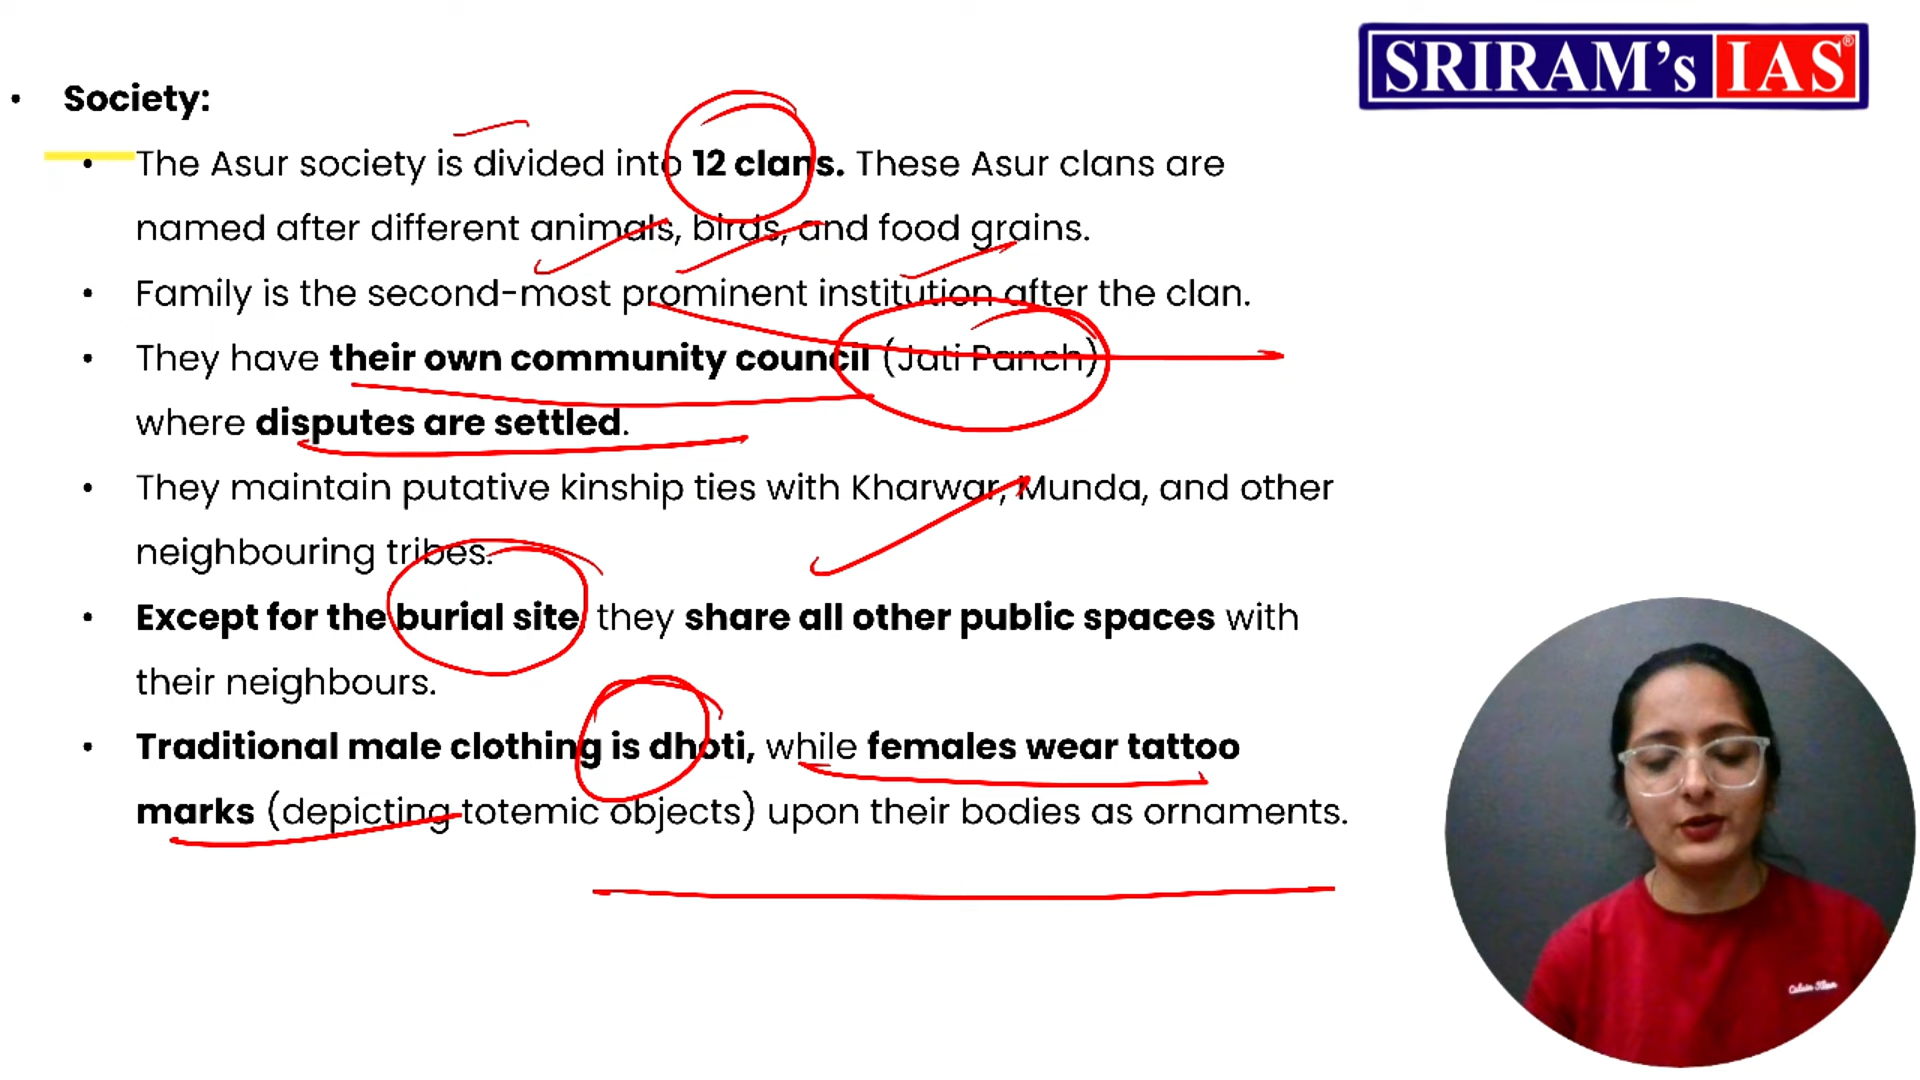 SRIRAM's IAS®
• Society:
• The Asur society is divided into 12 clans. These Asur clans are
named after different animals, birds, and food grains.
• Family is the second-most prominent institution after the clan.
• They have their own community council (Jati Panch)
where disputes are settled.
• They maintain putative kinship ties with Kharwar, Munda, and other
neighbouring tribes.
• Except for the burial site, they share all other public spaces with
their neighbours.
• Traditional male clothing is dhoti, while females wear tattoo
marks (depicting totemic objects) upon their bodies as ornaments.
Calvin Klein